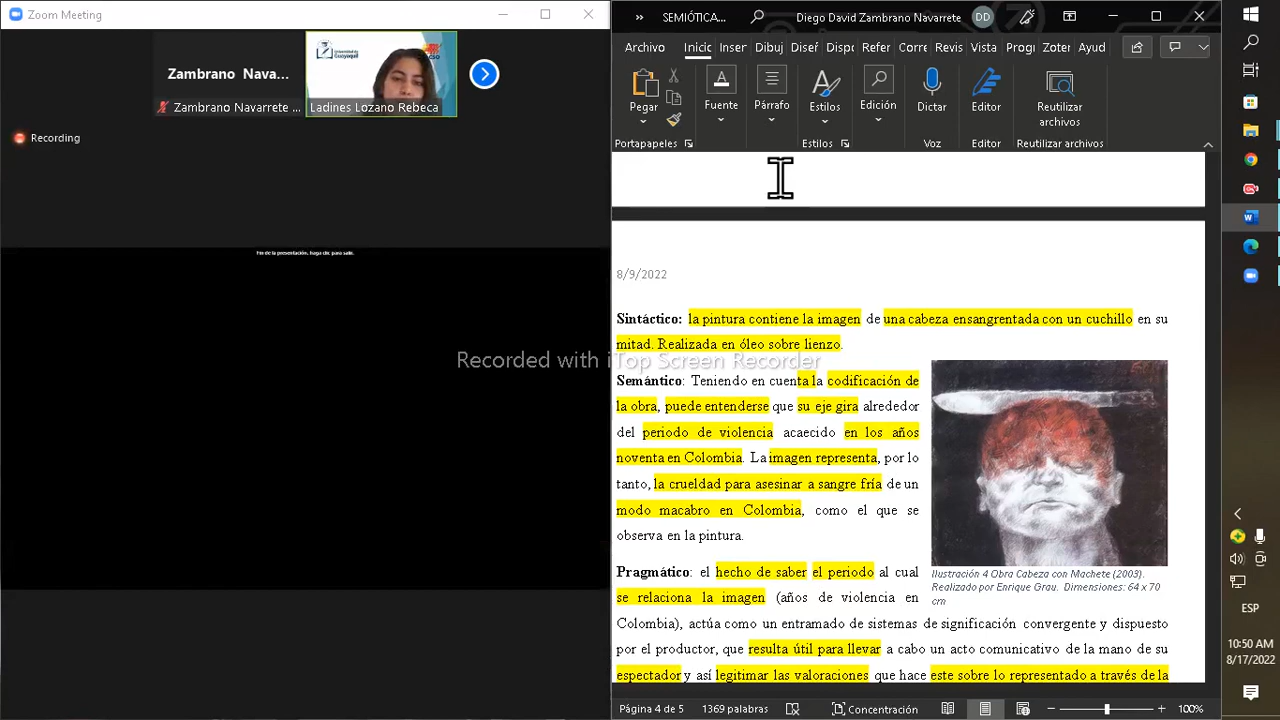 Zoom Meeting
Zambrano Nava...
Zambrano Navarrete ...
Universidad de
Guayaquil
Ladines Lozano Rebeca
Recording
Fin de la presentación, haga clic para salir.
Recorded with iTop Screen Recorder
» SEMIÓTICA... Diego David Zambrano Navarrete DD
Archivo Inicio Inser Dibuj Diseñ Dispo Refer Corre Revis Vista Progr Zoter Ayud
Pegar Fuente Párrafo Estilos Edición Dictar Editor Reutilizar
archivos
Portapapeles Estilos Voz Editor Reutilizar archivos
8/9/2022
Sintáctico: la pintura contiene la imagen de una cabeza ensangrentada con un cuchillo en su
mitad. Realizada en óleo sobre lienzo.
Semántico: Teniendo en cuenta la codificación de
la obra, puede entenderse que su eje gira alrededor
del periodo de violencia acaecido en los años
noventa en Colombia. La imagen representa, por lo
tanto, la crueldad para asesinar a sangre fría de un
modo macabro en Colombia, como el que se
observa en la pintura.
Ilustración 4 Obra Cabeza con Machete (2003).
Realizado por Enrique Grau. Dimensiones: 64 x 70
cm
Pragmático: el hecho de saber el periodo al cual
se relaciona la imagen (años de violencia en
Colombia), actúa como un entramado de sistemas de significación convergente y dispuesto
por el productor, que resulta útil para llevar a cabo un acto comunicativo de la mano de su
espectador y así legitimar las valoraciones que hace este sobre lo representado a través de la
Página 4 de 5 1369 palabras Concentración 100%
ESP
10:50 AM
8/17/2022